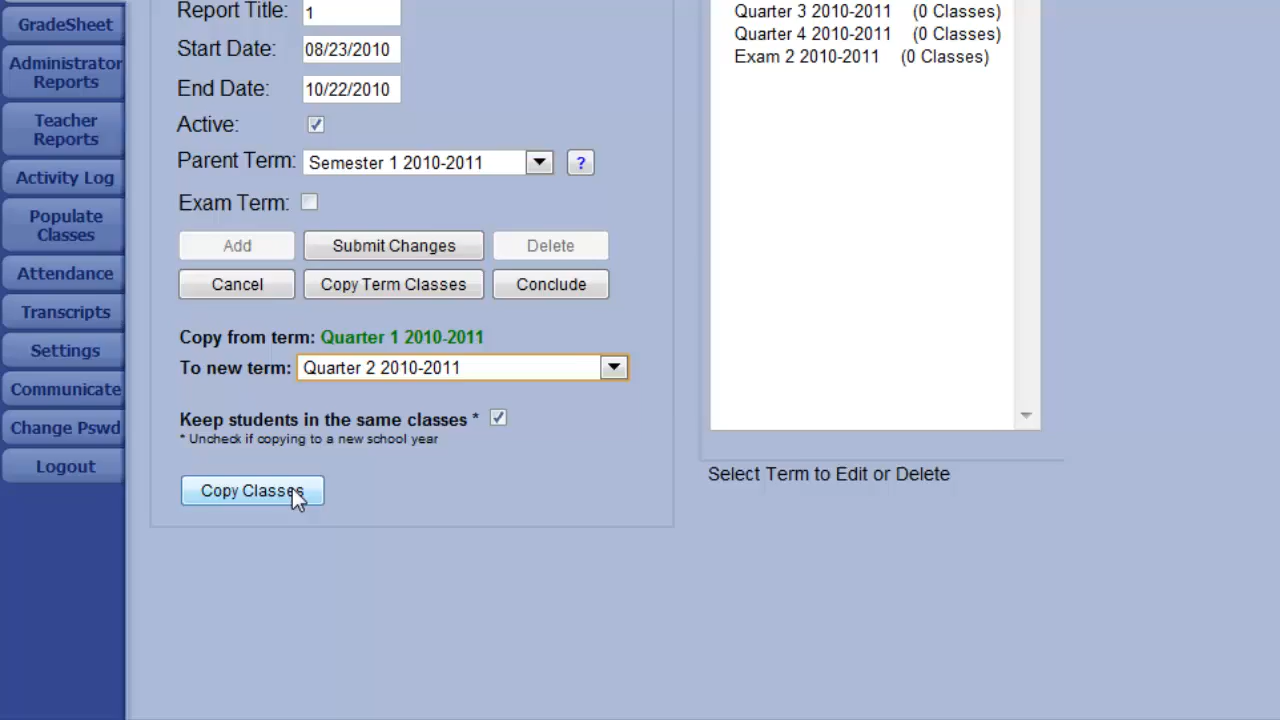 GradeSheet
Administrator
Reports
Teacher
Reports
Activity Log
Populate
Classes
Attendance
Transcripts
Settings
Communicate
Change Pswd
Logout
Report Title: 1
Start Date: 08/23/2010
End Date: 10/22/2010
Active:
Parent Term: Semester 1 2010-2011 ?
Exam Term:
Add Submit Changes Delete
Cancel Copy Term Classes Conclude
Copy from term: Quarter 1 2010-2011
To new term: Quarter 2 2010-2011
Keep students in the same classes *
* Uncheck if copying to a new school year
Copy Classes
Quarter 3 2010-2011 (0 Classes)
Quarter 4 2010-2011 (0 Classes)
Exam 2 2010-2011 (0 Classes)
Select Term to Edit or Delete